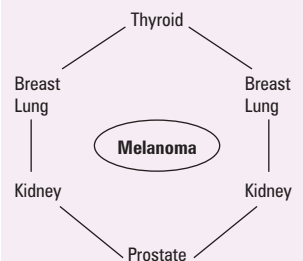 Thyroid
Breast
Lung
Breast
Lung
Melanoma
Kidney
Kidney
Prostate